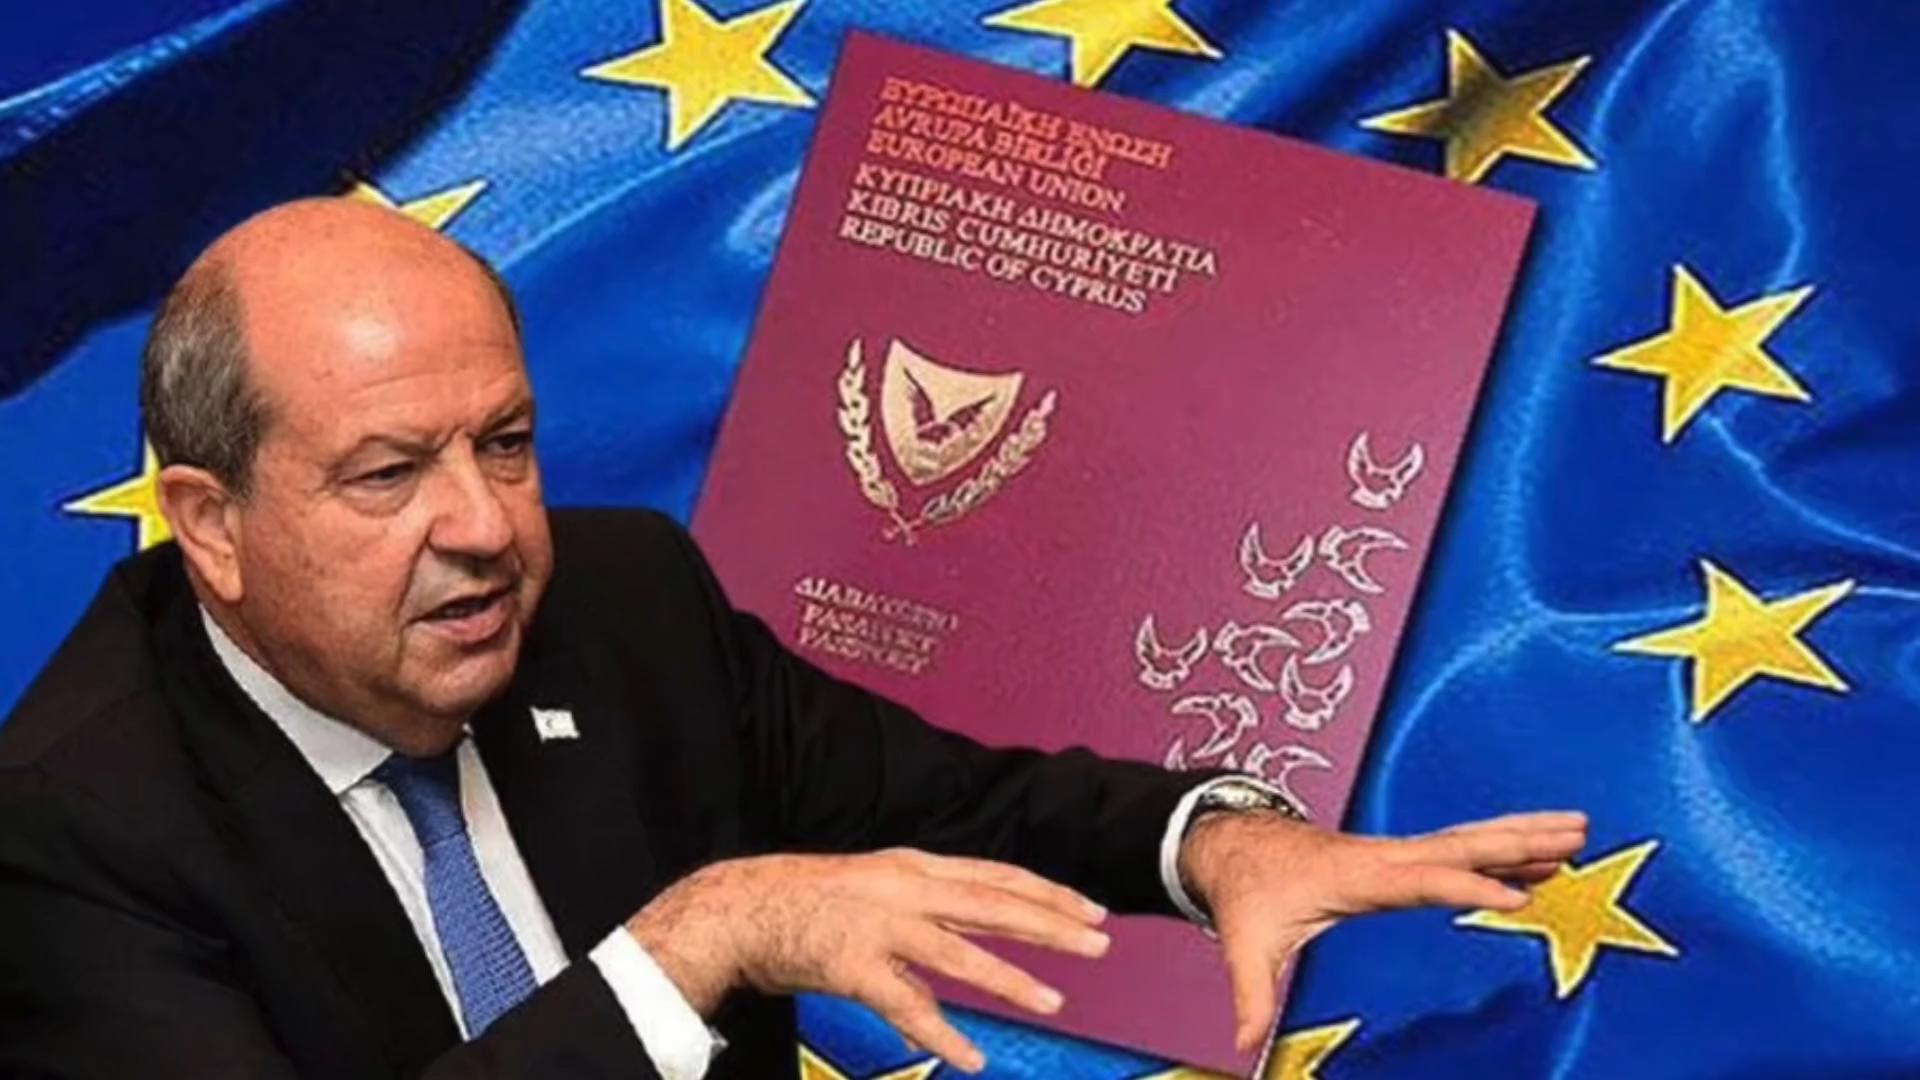 ΕΥΡΩΠΑΪΚΗ ΕΝΩΣΗ
AVRUPA BİRLİĞİ
EUROPEAN UNION
ΚΥΠΡΙΑΚΗ ΔΗΜΟΚΡΑΤΙΑ
KIBRIS CUMHURİYETİ
REPUBLIC OF CYPRUS
ΔΙΑΒΑΤΗΡΙΟ
PASAPORT
PASSPORT